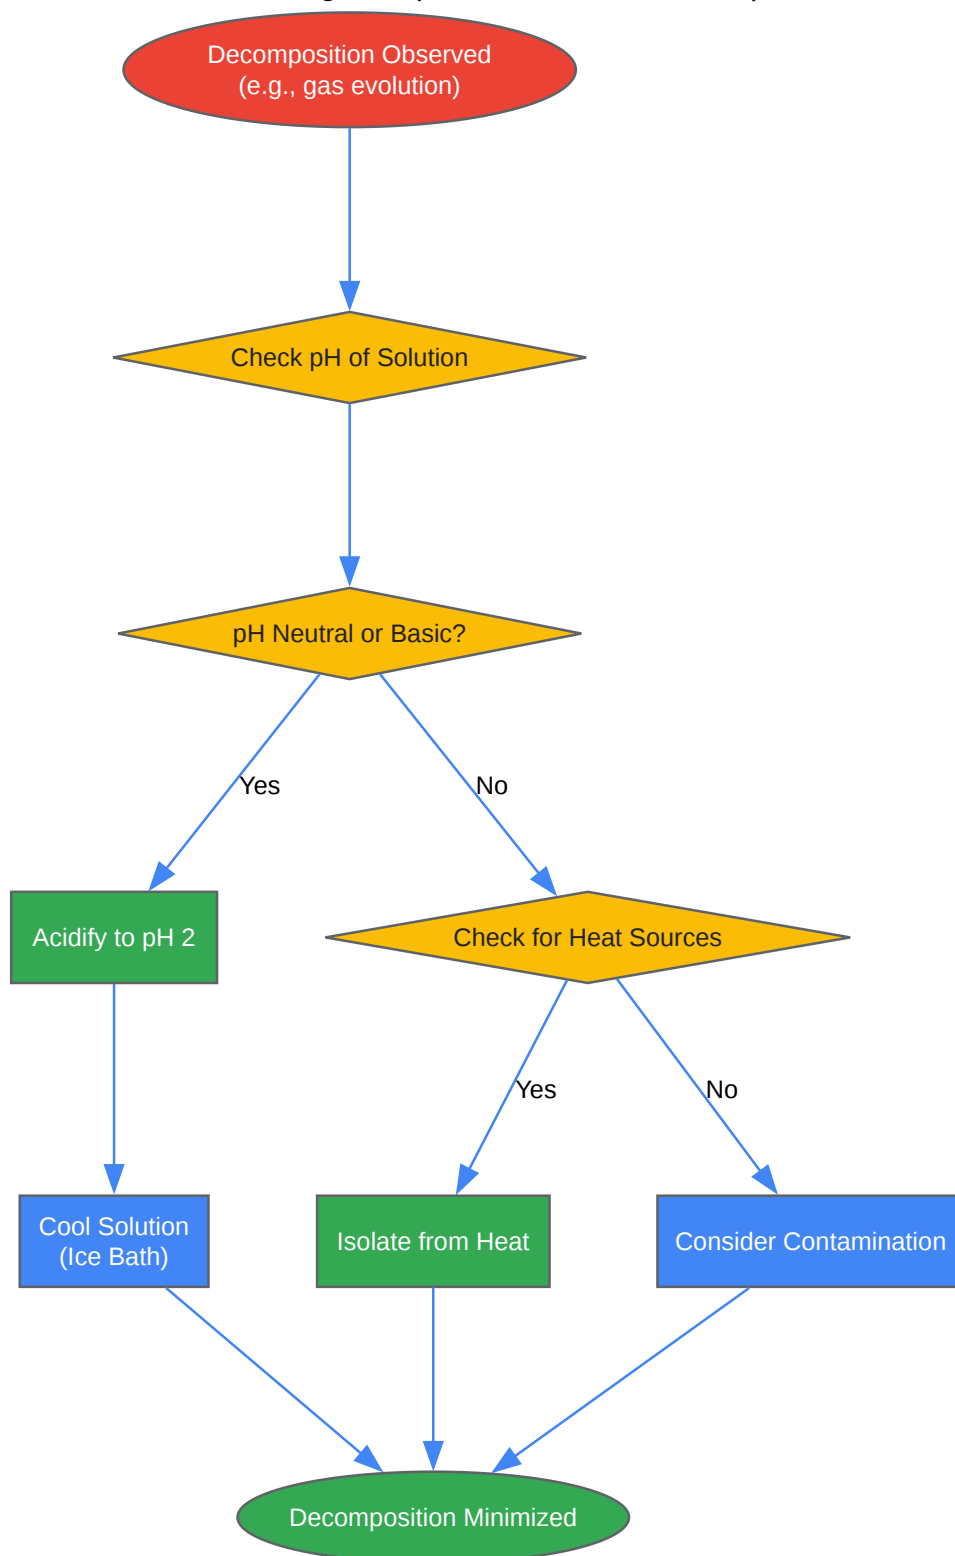 Decomposition Observed
(e.g., gas evolution)
Check pH of Solution
pH Neutral or Basic?
Yes
No
Acidify to pH 2
Check for Heat Sources
Yes
No
Cool Solution
(Ice Bath)
Isolate from Heat
Consider Contamination
Decomposition Minimized